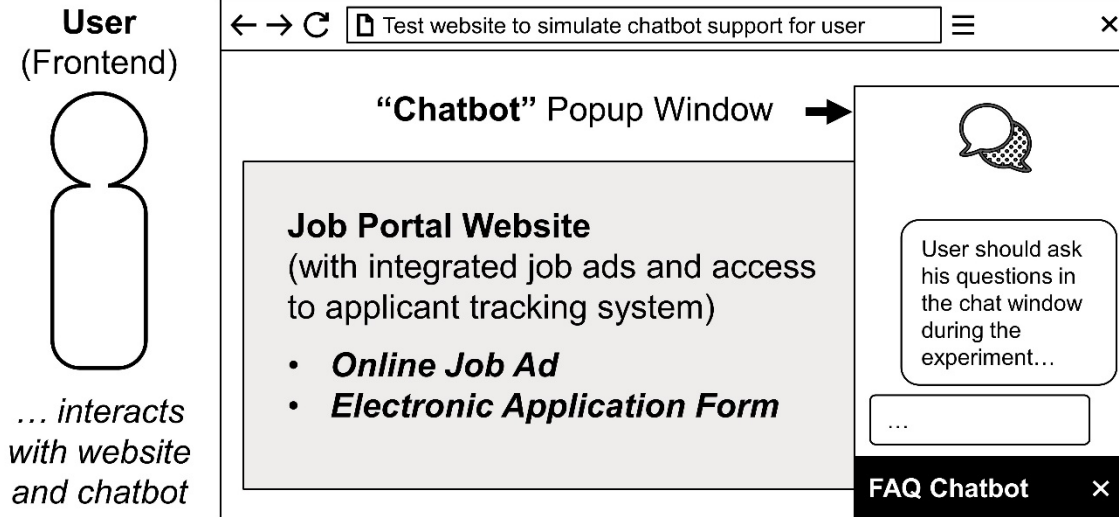 User
(Frontend)
… interacts
with website
and chatbot
Test website to simulate chatbot support for user
“Chatbot” Popup Window
Job Portal Website
(with integrated job ads and access
to applicant tracking system)
• Online Job Ad
• Electronic Application Form
User should ask
his questions in
the chat window
during the
experiment…
…
FAQ Chatbot ×